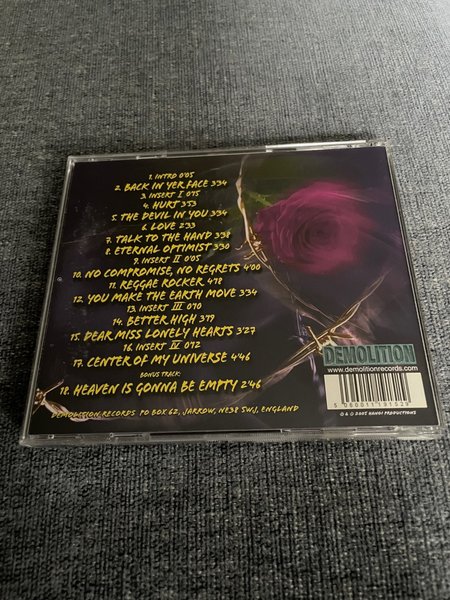 1. INTRO 0'05
2. BACK IN YER FACE 3'34
3. INSERT I 0'15
4. HURT 3'53
5. THE DEVIL IN YOU 3'34
6. LOVE 2'33
7. TALK TO THE HAND 3'38
8. ETERNAL OPTIMIST 3'30
9. INSERT II 0'05
10. NO COMPROMISE, NO REGRETS 4'00
11. REGGAE ROCKER 4'18
12. YOU MAKE THE EARTH MOVE 3'34
13. INSERT III 0'10
14. BETTER HIGH 3'19
15. DEAR MISS LONELY HEARTS 3'27
16. INSERT IV 0'12
17. CENTER OF MY UNIVERSE 4'46
BONUS TRACK:
18. HEAVEN IS GONNA BE EMPTY 2'46
DEMOLITION RECORDS PO BOX 62, JARROW, NE38 5WJ, ENGLAND
DEMOLITION
www.demolitionrecords.com
℗ & © 2005 HANOI PRODUCTIONS